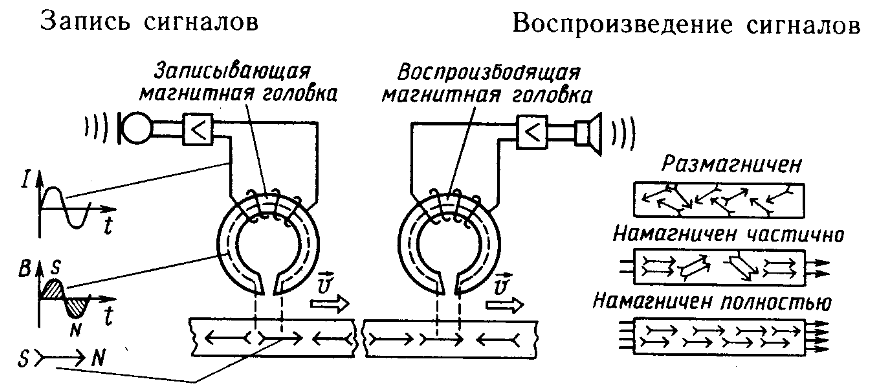 Запись сигналов
Воспроизведение сигналов
Записывающая
магнитная головка
Воспроизводящая
магнитная головка
<
<
I
t
B
S
N
t
S
N
v
v
Размагничен
Намагничен частично
Намагничен полностью